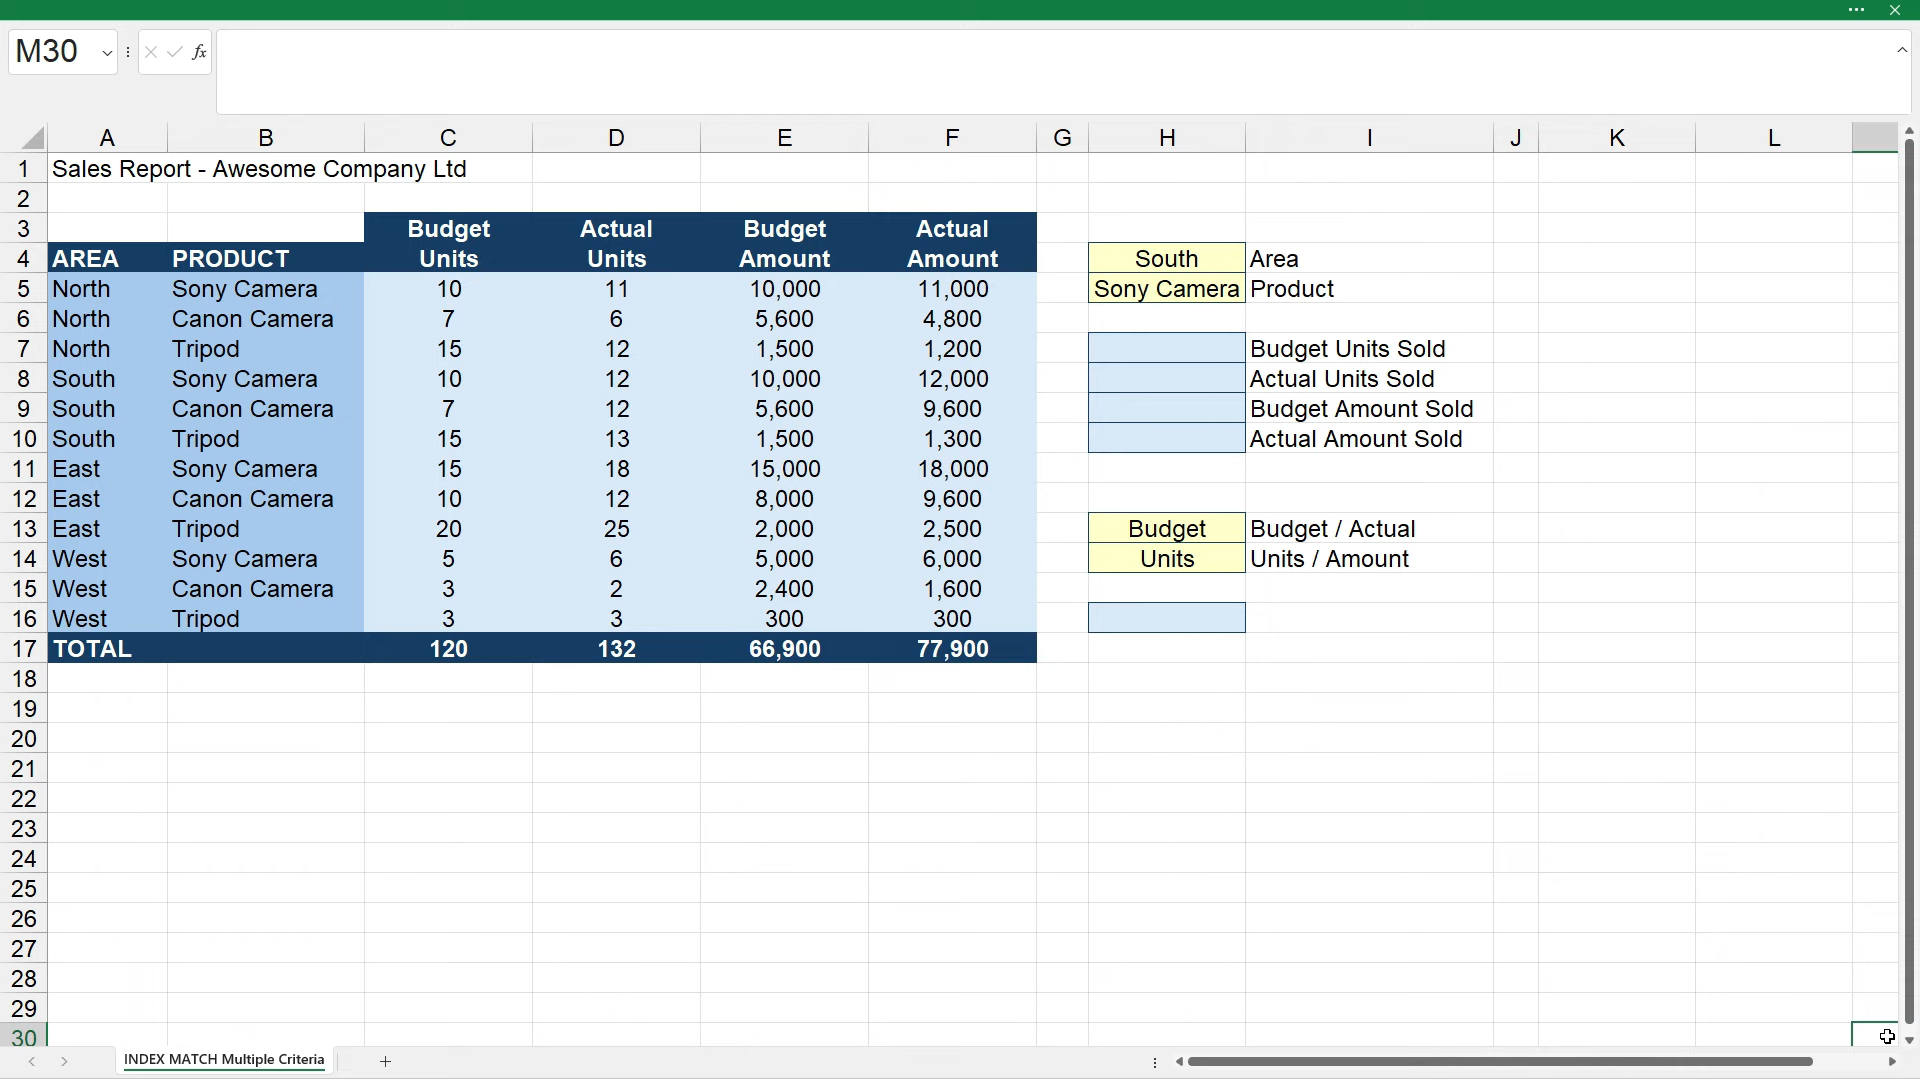 M30
fx
A B C D E F G H I J K L
1 Sales Report - Awesome Company Ltd
2
3 Budget Actual Budget Actual
4 AREA PRODUCT Units Units Amount Amount South Area
5 North Sony Camera 10 11 10,000 11,000 Sony Camera Product
6 North Canon Camera 7 6 5,600 4,800
7 North Tripod 15 12 1,500 1,200 Budget Units Sold
8 South Sony Camera 10 12 10,000 12,000 Actual Units Sold
9 South Canon Camera 7 12 5,600 9,600 Budget Amount Sold
10 South Tripod 15 13 1,500 1,300 Actual Amount Sold
11 East Sony Camera 15 18 15,000 18,000
12 East Canon Camera 10 12 8,000 9,600
13 East Tripod 20 25 2,000 2,500 Budget Budget / Actual
14 West Sony Camera 5 6 5,000 6,000 Units Units / Amount
15 West Canon Camera 3 2 2,400 1,600
16 West Tripod 3 3 300 300
17 TOTAL 120 132 66,900 77,900
18
19
20
21
22
23
24
25
26
27
28
29
30
INDEX MATCH Multiple Criteria